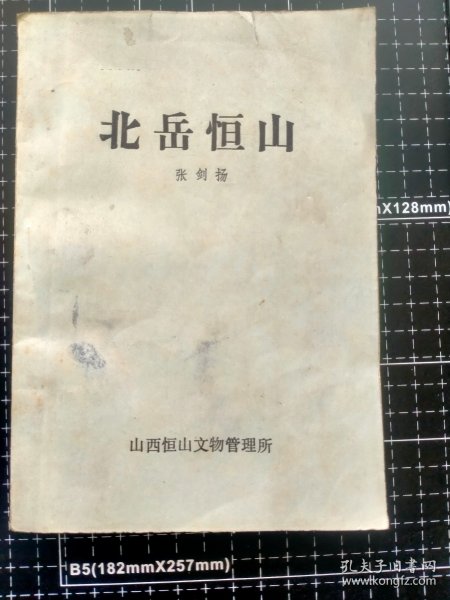 北岳恒山
张剑扬
mX128mm)
山西恒山文物管理所
B5(182mmX257mm)
孔夫子旧书网
www.kongfz.com